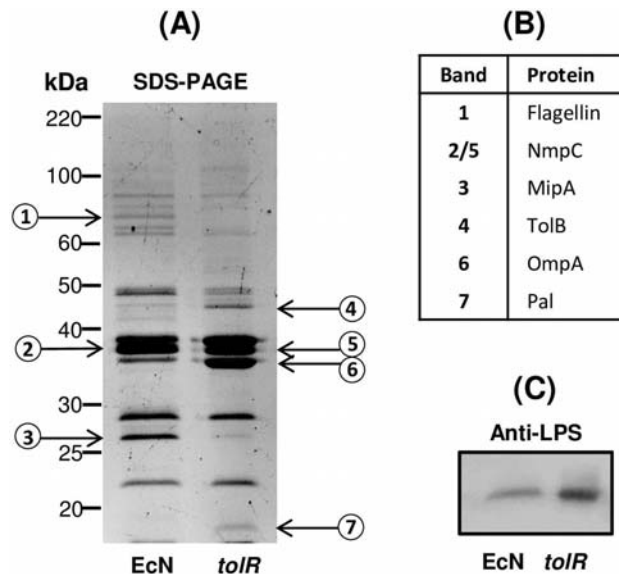 (A)
kDa SDS-PAGE
220
100
60
50
40
30
25
20
1
2
3
4
5
6
7
EcN tolR
(B)
Band Protein
1 Flagellin
2/5 NmpC
3 MipA
4 TolB
6 OmpA
7 Pal
(C)
Anti-LPS
EcN tolR